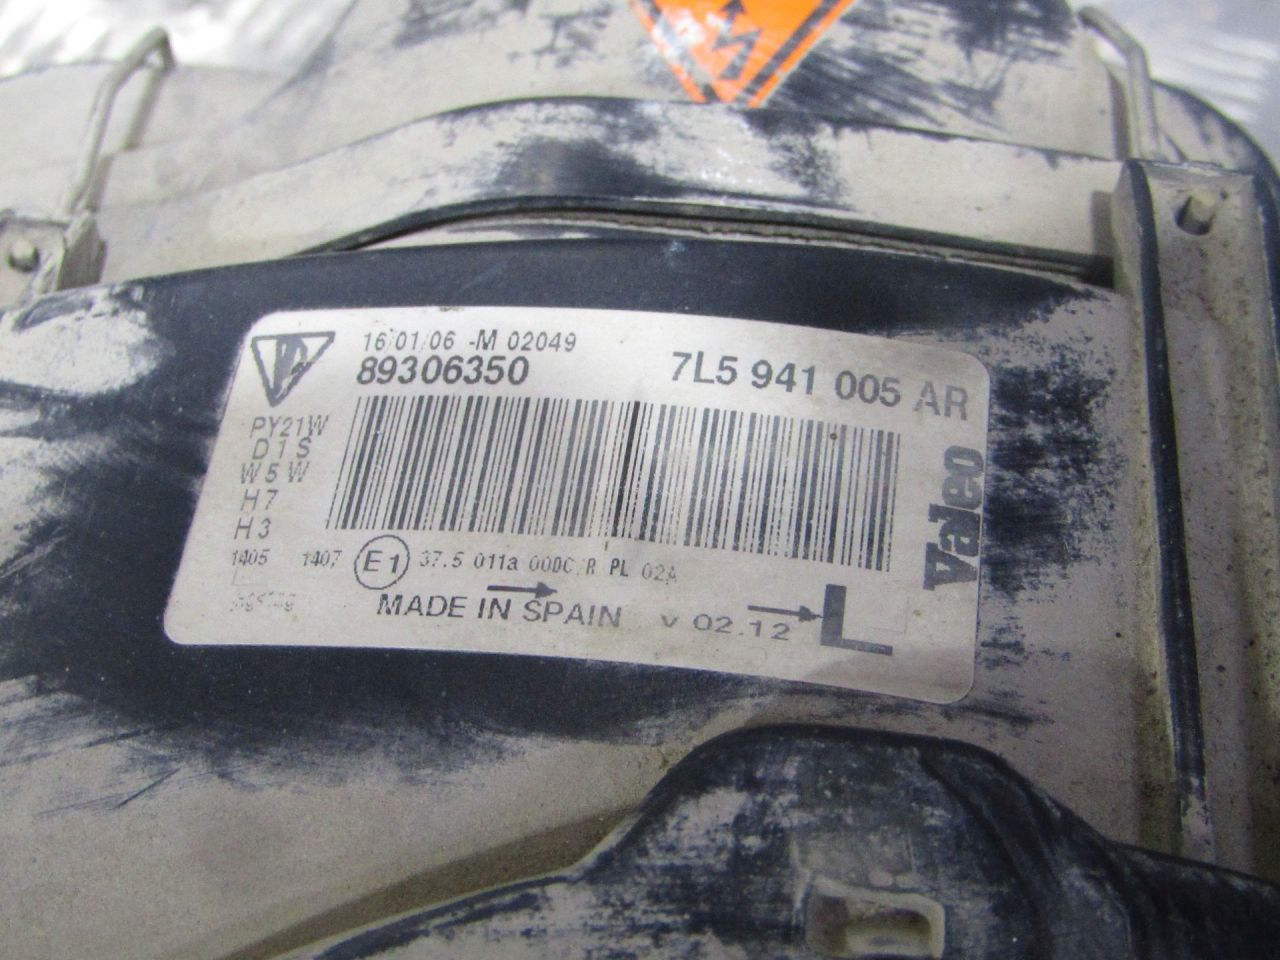 16/01/06 -M 02049
89306350
7L5 941 005 AR
PY21W
D1S
W5W
H7
H3
Valeo
1405 1407 E1 37.5 011a 00DC/R PL 02A
MADE IN SPAIN v 02.12 L